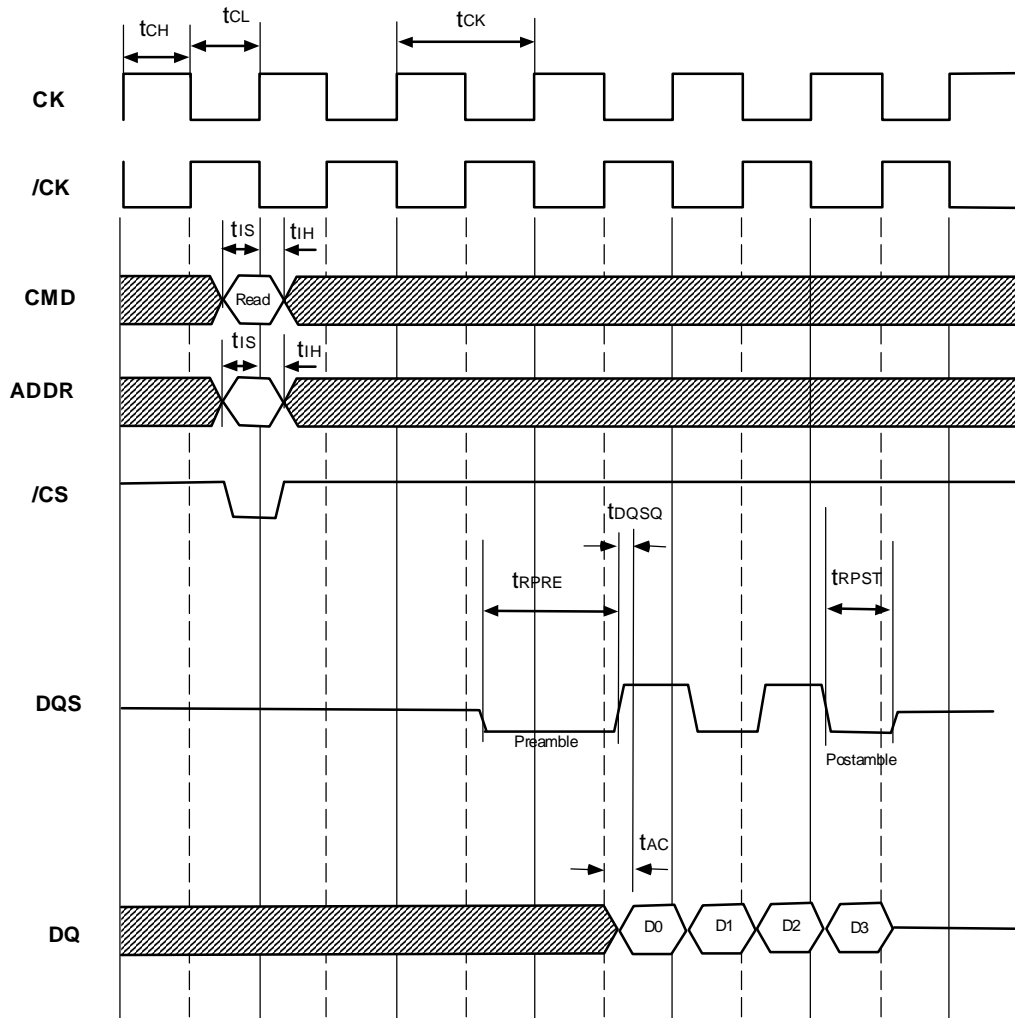 tCH tCL tCK
CK
/CK
tIS tIH
CMD Read
tIS tIH
ADDR
/CS
tDQSQ
tRPRE tRPST
DQS
Preamble Postamble
tAC
DQ D0 D1 D2 D3